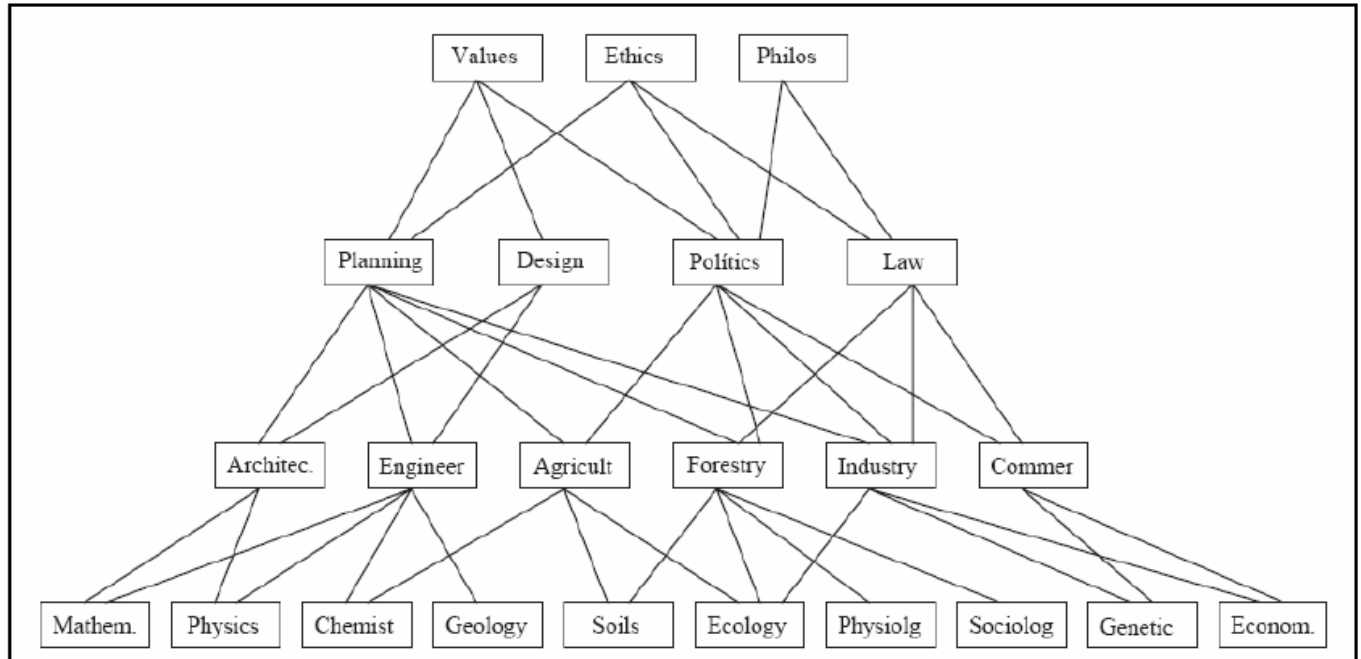 Values Ethics Philos
Planning Design Polítics Law
Architec. Engineer Agricult Forestry Industry Commer
Mathem. Physics Chemist Geology Soils Ecology Physiolg Sociolog Genetic Econom.